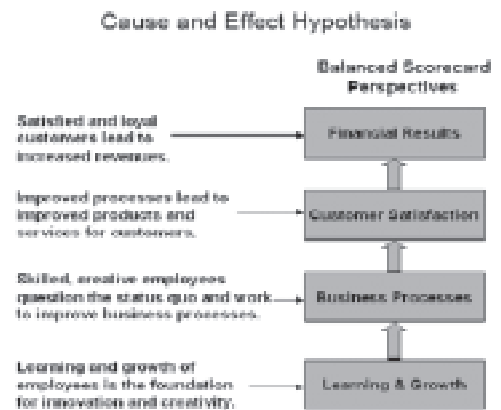 Cause and Effect Hypothesis
Balanced Scorecard
Perspectives
Satisfied and loyal
customers lead to
increased revenues.
Financial Results
Improved processes lead to
improved products and
services for customers.
Customer Satisfaction
Skilled, creative employees
question the status quo and work
to improve business processes.
Business Processes
Learning and growth of
employees is the foundation
for innovation and creativity.
Learning & Growth